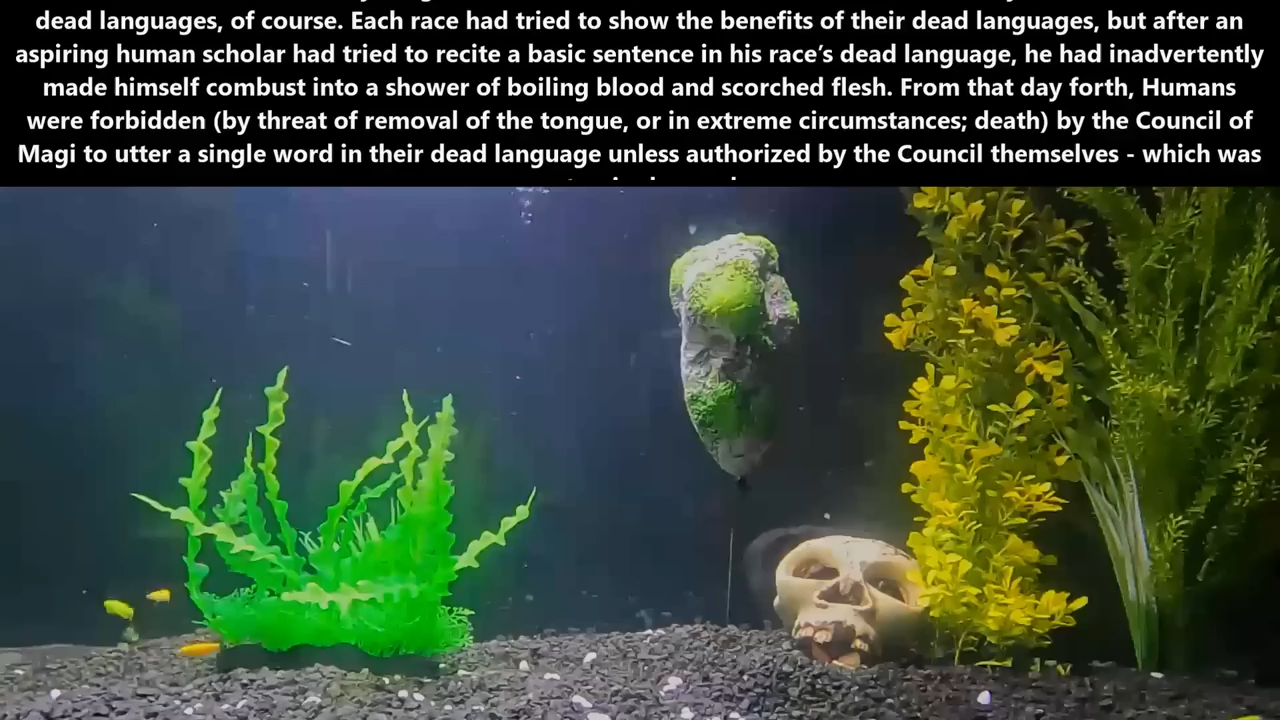 dead languages, of course. Each race had tried to show the benefits of their dead languages, but after an
aspiring human scholar had tried to recite a basic sentence in his race’s dead language, he had inadvertently
made himself combust into a shower of boiling blood and scorched flesh. From that day forth, Humans
were forbidden (by threat of removal of the tongue, or in extreme circumstances; death) by the Council of
Magi to utter a single word in their dead language unless authorized by the Council themselves - which was